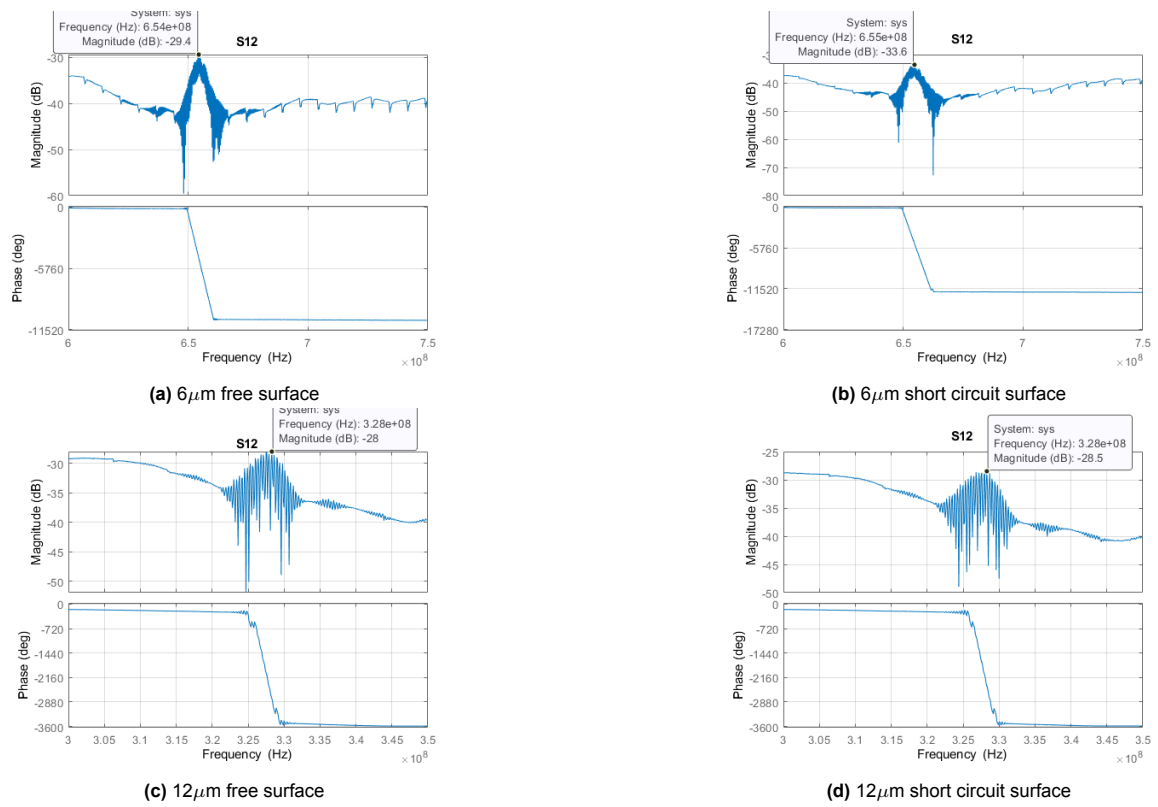 System: sys
Frequency (Hz): 6.54e+08
Magnitude (dB): -29.4
S12
-30
-40
-50
-60
Magnitude (dB)
0
-5760
-11520
Phase (deg)
6 6.5 7 7.5
Frequency (Hz)
×10^8
(a) 6μm free surface
System: sys
Frequency (Hz): 6.55e+08
Magnitude (dB): -33.6
S12
-40
-50
-60
-70
-80
Magnitude (dB)
0
-5760
-11520
-17280
Phase (deg)
6 6.5 7 7.5
Frequency (Hz)
×10^8
(b) 6μm short circuit surface
System: sys
Frequency (Hz): 3.28e+08
Magnitude (dB): -28
S12
-30
-35
-40
-45
-50
Magnitude (dB)
0
-720
-1440
-2160
-2880
-3600
Phase (deg)
3 3.05 3.1 3.15 3.2 3.25 3.3 3.35 3.4 3.45 3.5
Frequency (Hz)
×10^8
(c) 12μm free surface
System: sys
Frequency (Hz): 3.28e+08
Magnitude (dB): -28.5
S12
-25
-30
-35
-40
-45
-50
Magnitude (dB)
0
-720
-1440
-2160
-2880
-3600
Phase (deg)
3 3.05 3.1 3.15 3.2 3.25 3.3 3.35 3.4 3.45 3.5
Frequency (Hz)
×10^8
(d) 12μm short circuit surface